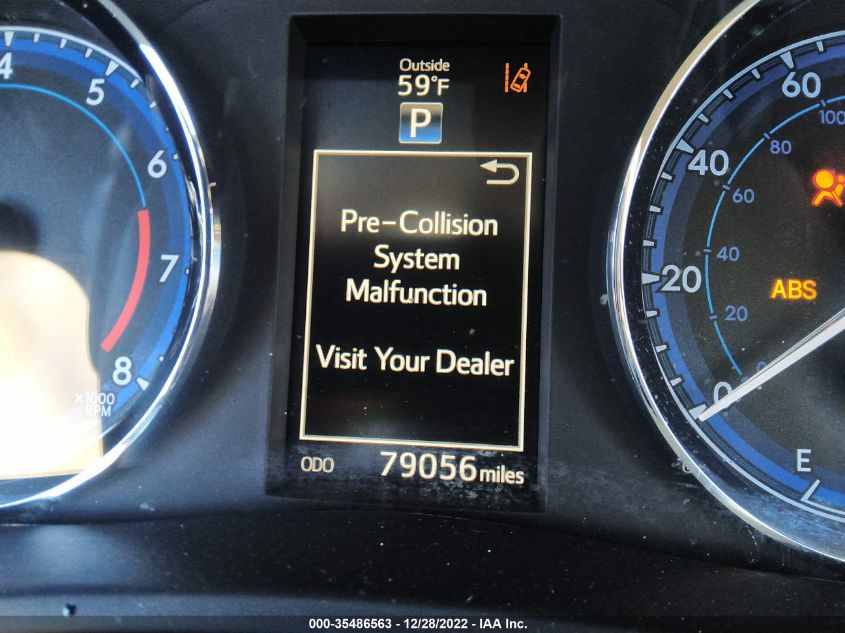 Outside
59°F
P
Pre-Collision
System
Malfunction
Visit Your Dealer
ODO 79056 miles
4
5
6
7
8
x1000
RPM
60
100
80
40
60
40
20
20
0
0
ABS
E
000-35486563 - 12/28/2022 - IAA Inc.